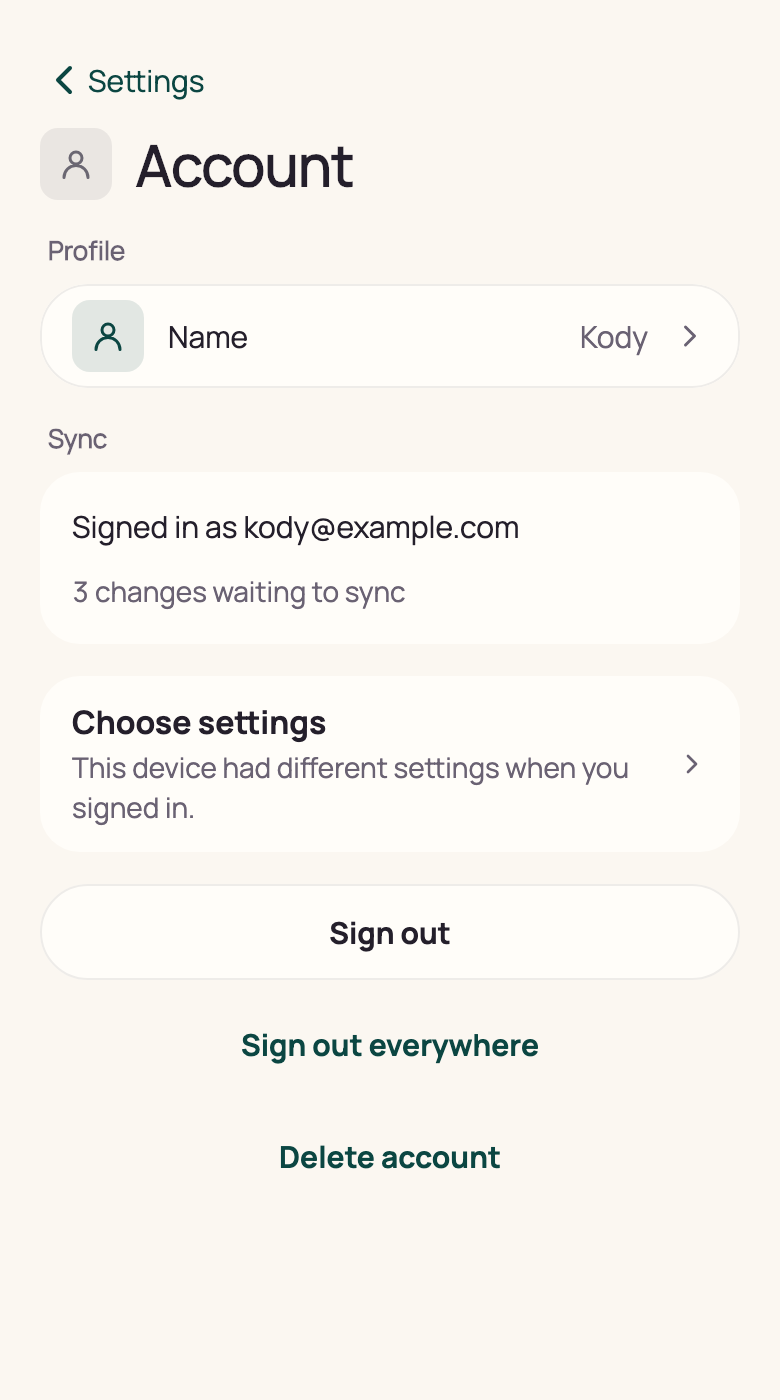 Settings
Account
Profile
Name
Kody
Sync
Signed in as kody@example.com
3 changes waiting to sync
Choose settings
This device had different settings when you
signed in.
Sign out
Sign out everywhere
Delete account